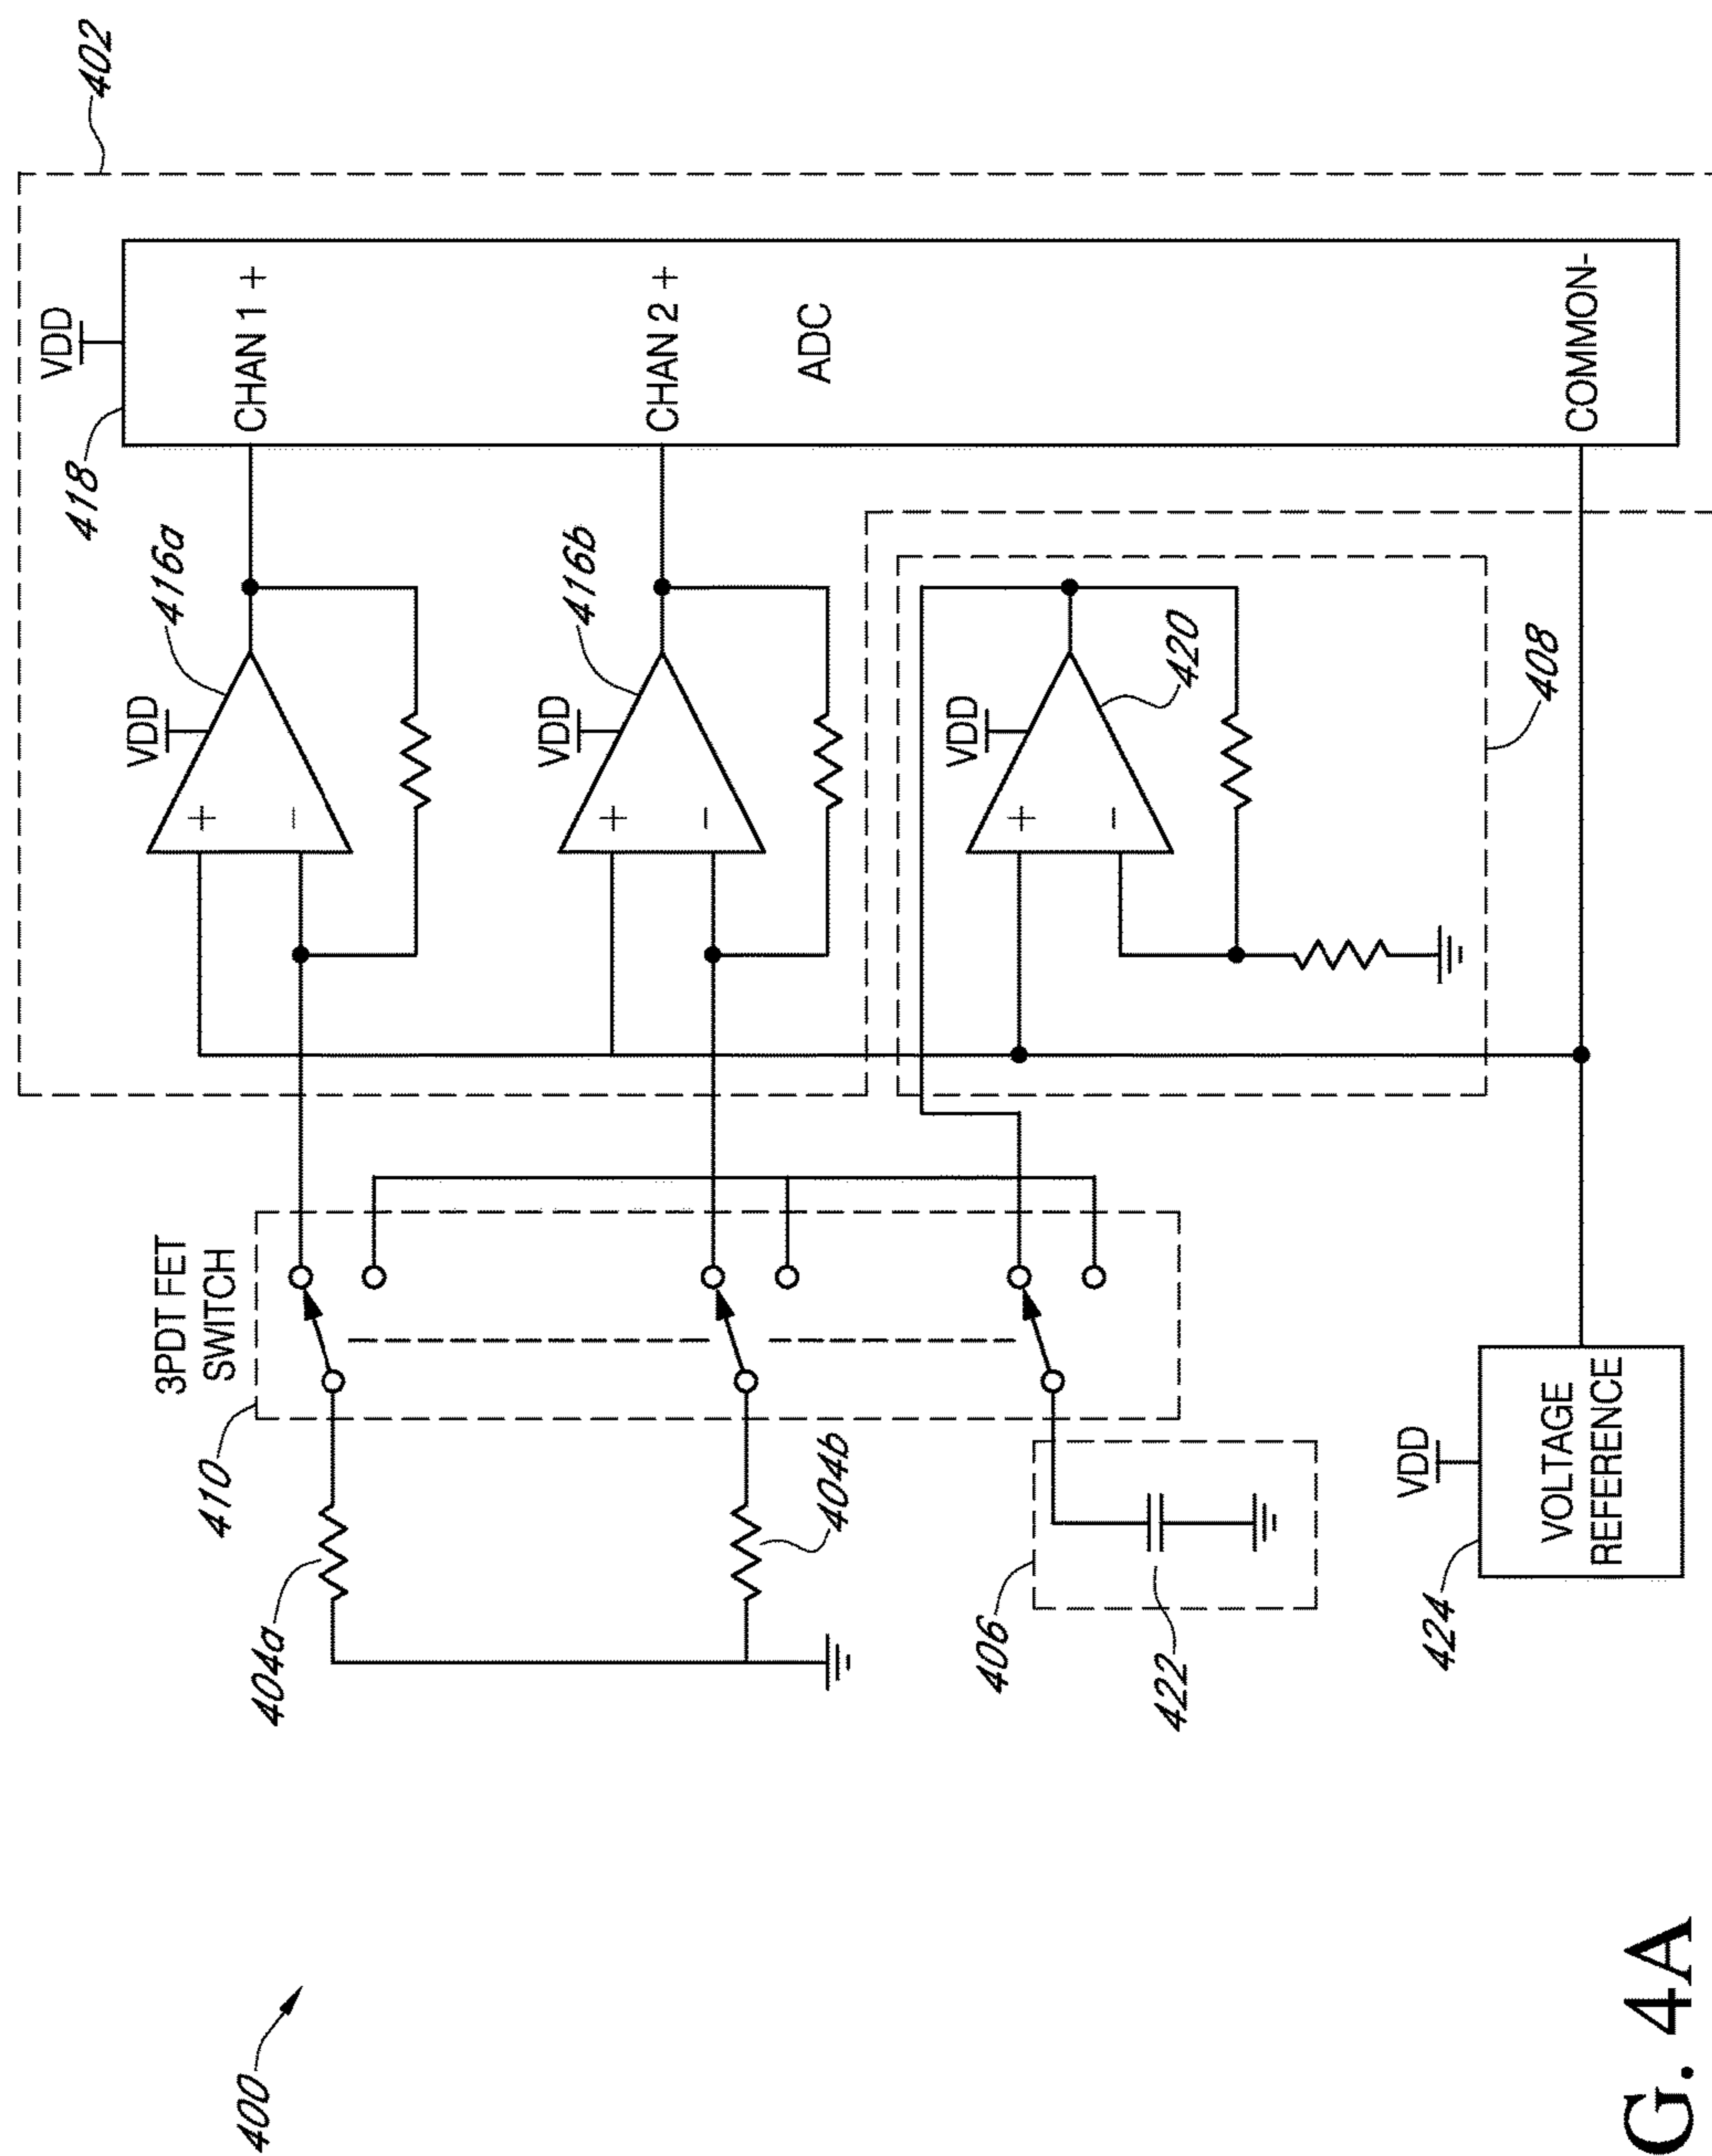 402
VDD
418
CHAN 1 +
CHAN 2 +
ADC
COMMON-
416a
VDD
+
−
416b
VDD
+
−
VDD
+
−
420
408
3PDT FET
SWITCH
410
404a
404b
406
422
VDD
VOLTAGE
REFERENCE
424
400
G. 4A